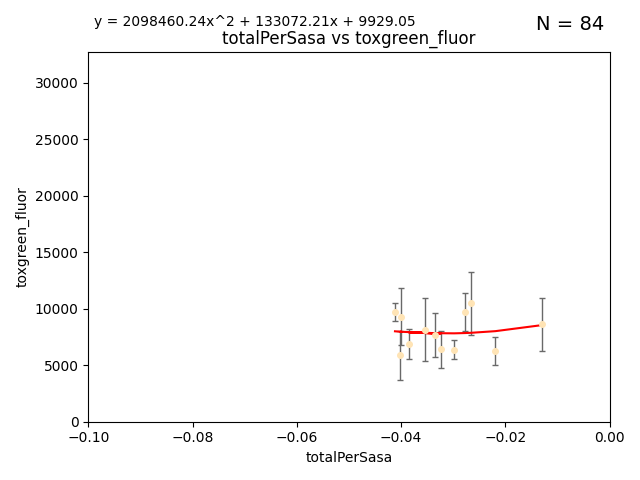 y = 2098460.24x^2 + 133072.21x + 9929.05
N = 84
totalPerSasa vs toxgreen_fluor
30000
25000
20000
15000
10000
5000
0
toxgreen_fluor
−0.10
−0.08
−0.06
−0.04
−0.02
0.00
totalPerSasa